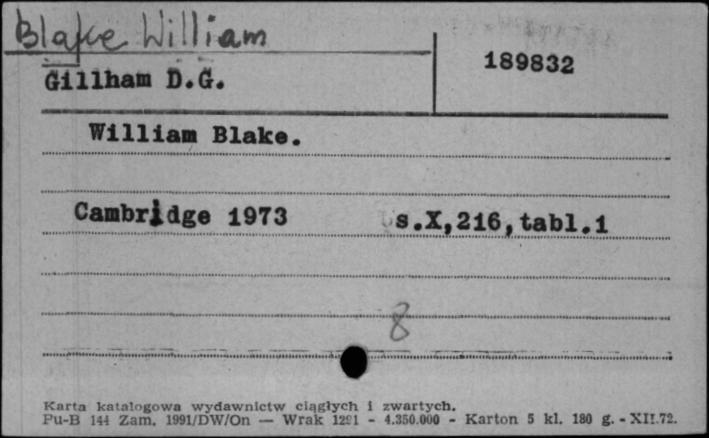 Blake William
Gillham D.G.
189832
William Blake.
Cambridge 1973 s.X,216,tabl.1
8
Karta katalogowa wydawnictw ciągłych i zwartych.
Pu-B 144 Zam. 1991/DW/On — Wrak 1291 - 4.350.000 - Karton 5 kl. 180 g. - XII.72.